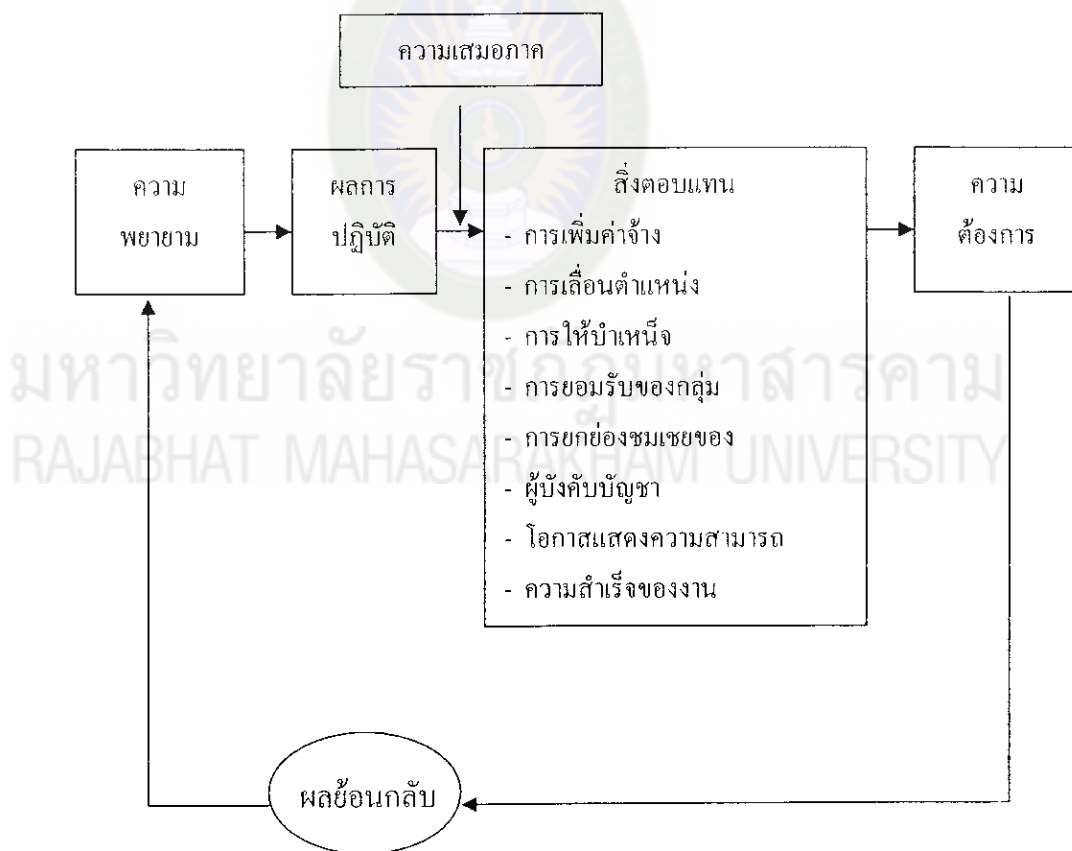 ความเสมอภาค
ความ
พยายาม
ผลการ
ปฏิบัติ
สิ่งตอบแทน
- การเพิ่มค่าจ้าง
- การเลื่อนตำแหน่ง
- การให้บำเหน็จ
- การยอมรับของกลุ่ม
- การยกย่องชมเชยของ
- ผู้บังคับบัญชา
- โอกาสแสดงความสามารถ
- ความสำเร็จของงาน
ความ
ต้องการ
มหาวิทยาลัยราชภัฏมหาสารคาม
RAJABHAT MAHASARAKHAM UNIVERSITY
ผลย้อนกลับ